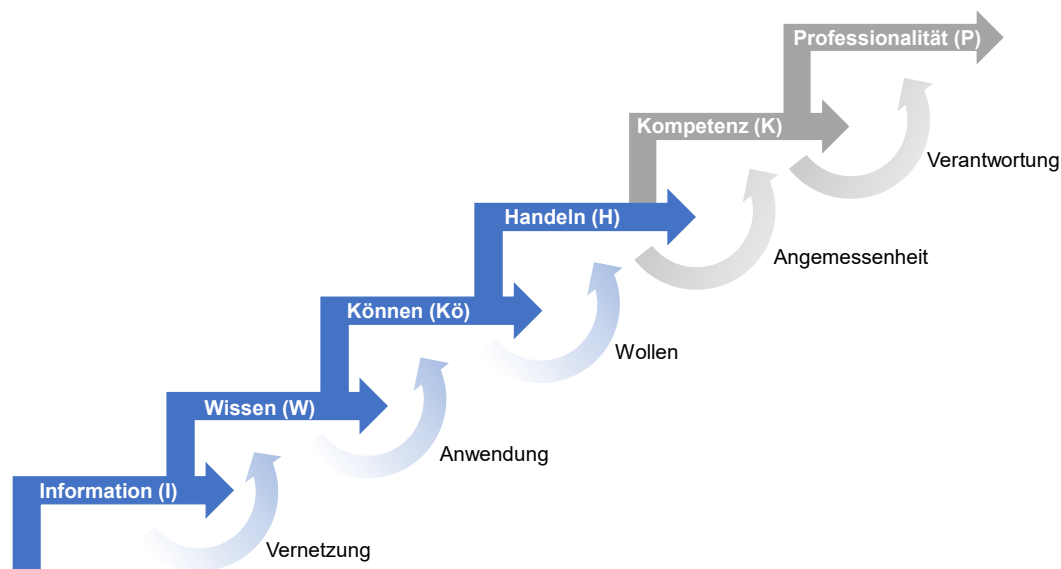 Professionalität (P)
Kompetenz (K)
Verantwortung
Handeln (H)
Angemessenheit
Können (Kö)
Wollen
Wissen (W)
Anwendung
Information (I)
Vernetzung